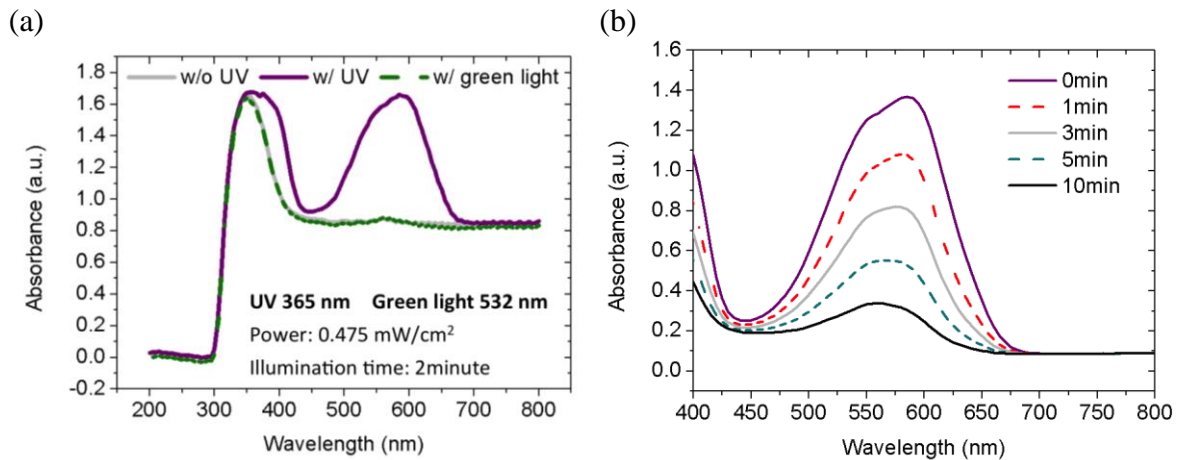 (a)
w/o UV w/ UV w/ green light
1.8
1.6
1.4
1.2
1.0
0.8
0.6
0.4
0.2
0.0
-0.2
Absorbance (a.u.)
UV 365 nm Green light 532 nm
Power: 0.475 mW/cm²
Illumination time: 2minute
200 300 400 500 600 700 800
Wavelength (nm)
(b)
1.6
1.4
1.2
1.0
0.8
0.6
0.4
0.2
0.0
Absorbance (a.u.)
0min
1min
3min
5min
10min
400 450 500 550 600 650 700 750 800
Wavelength (nm)